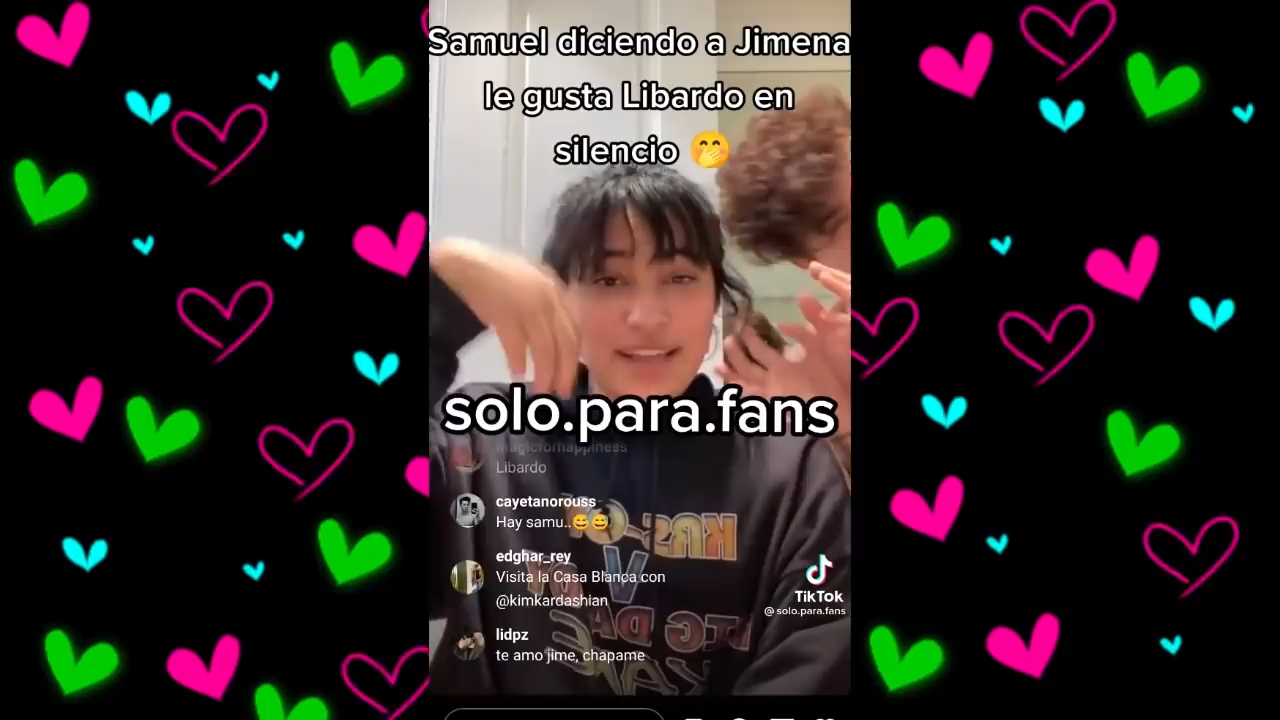 Samuel diciendo a Jimena
le gusta Libardo en
silencio 🤭
solo.para.fans
magicforhappiness
Libardo
cayetanorouss
Hay samu..😅😅
edghar_rey
Visita la Casa Blanca con
@kimkardashian
lidpz
te amo jime, chapame
TikTok
@solo.para.fans